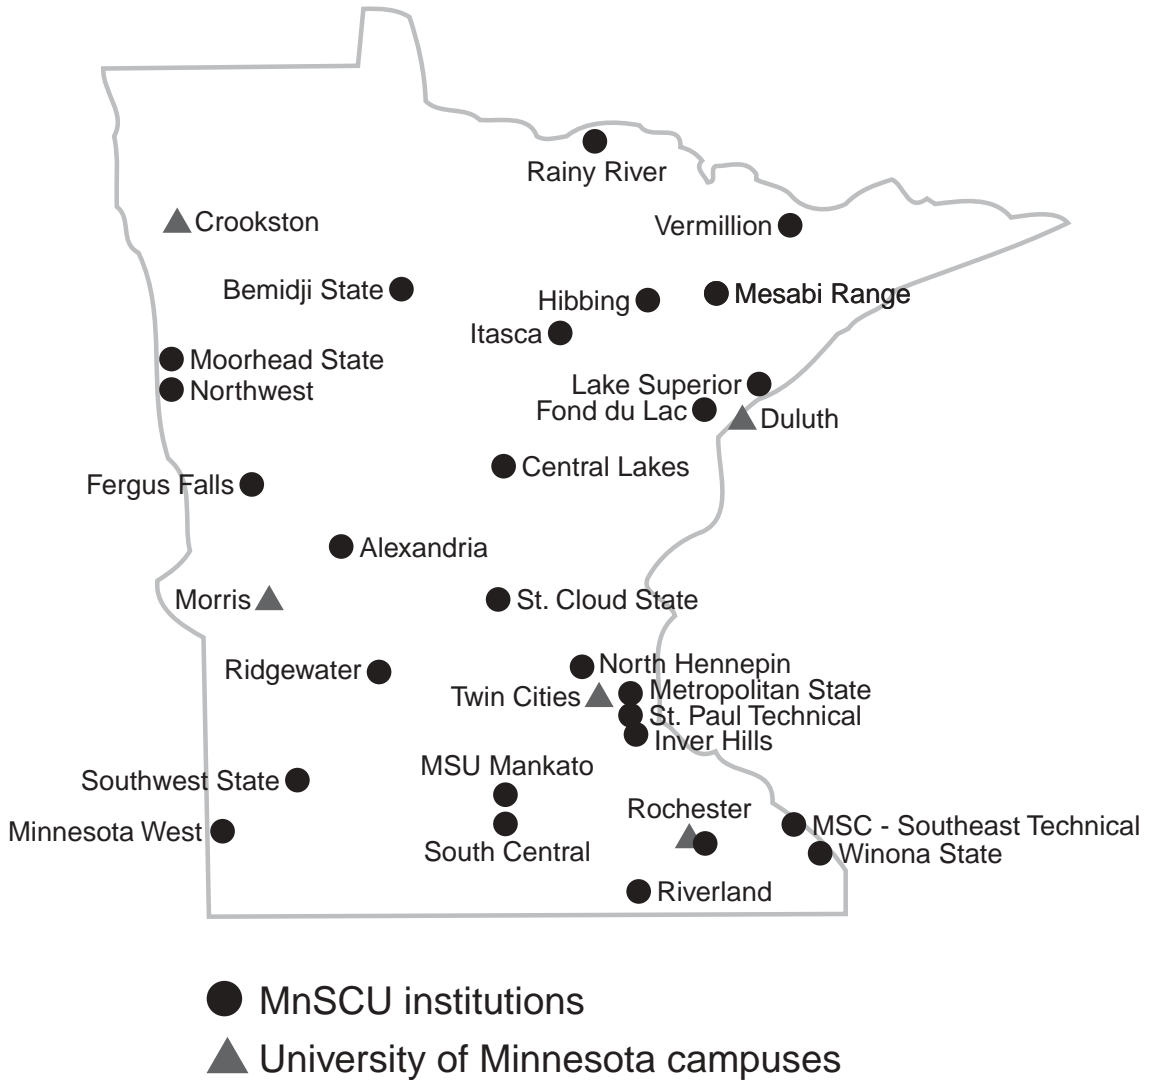 Rainy River
Crookston
Vermillion
Bemidji State
Hibbing
Mesabi Range
Itasca
Moorhead State
Northwest
Lake Superior
Fond du Lac
Duluth
Central Lakes
Fergus Falls
Alexandria
Morris
St. Cloud State
Ridgewater
North Hennepin
Twin Cities
Metropolitan State
St. Paul Technical
Inver Hills
MSU Mankato
Southwest State
Rochester
Minnesota West
MSC - Southeast Technical
South Central
Winona State
Riverland
MnSCU institutions
University of Minnesota campuses